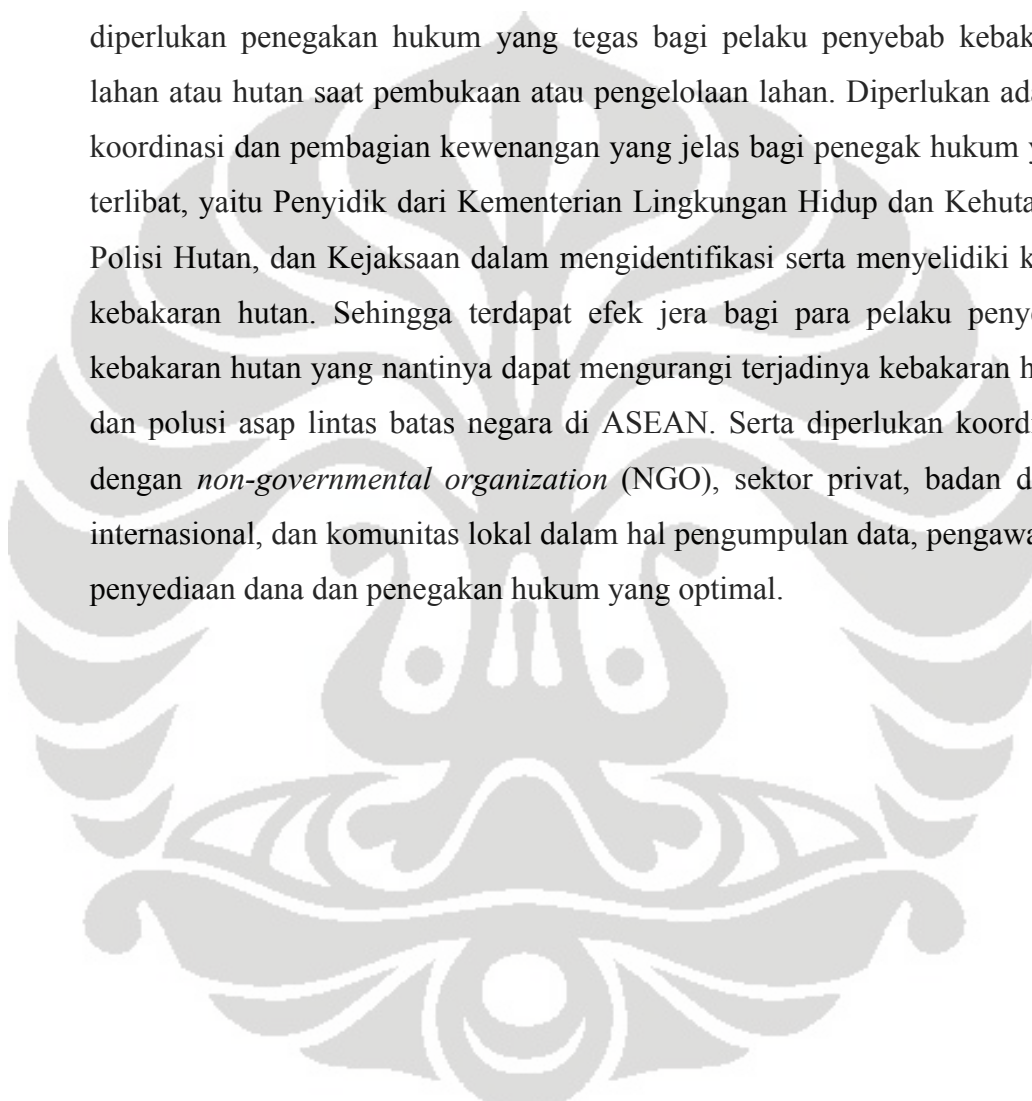 diperlukan penegakan hukum yang tegas bagi pelaku penyebab kebak
lahan atau hutan saat pembukaan atau pengelolaan lahan. Diperlukan ada
koordinasi dan pembagian kewenangan yang jelas bagi penegak hukum y
terlibat, yaitu Penyidik dari Kementerian Lingkungan Hidup dan Kehuta
Polisi Hutan, dan Kejaksaan dalam mengidentifikasi serta menyelidiki k
kebakaran hutan. Sehingga terdapat efek jera bagi para pelaku penye
kebakaran hutan yang nantinya dapat mengurangi terjadinya kebakaran h
dan polusi asap lintas batas negara di ASEAN. Serta diperlukan koordi
dengan non-governmental organization (NGO), sektor privat, badan d
internasional, dan komunitas lokal dalam hal pengumpulan data, pengawa
penyediaan dana dan penegakan hukum yang optimal.